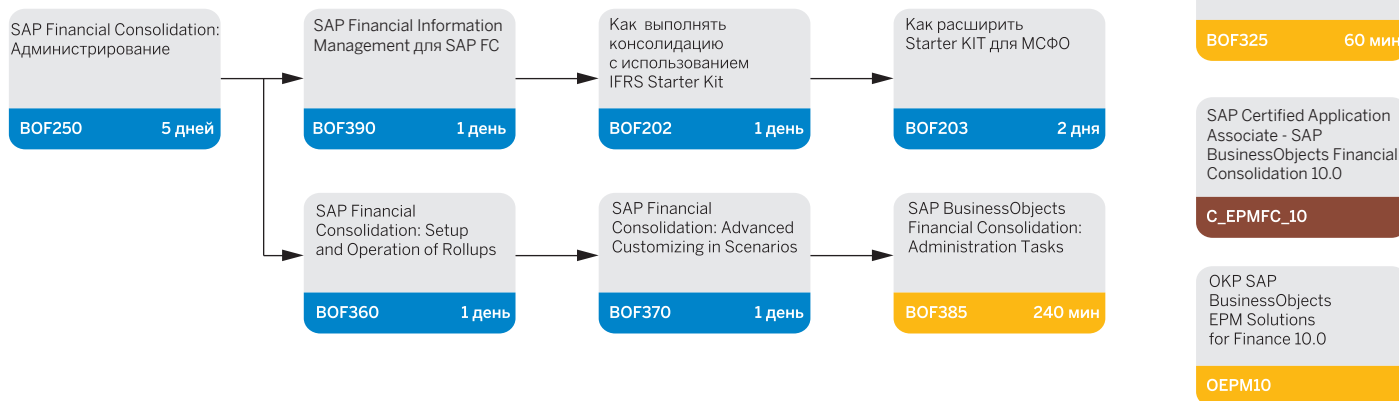 SAP Financial Consolidation:
Администрирование
BOF250 5 дней
SAP Financial Information
Management для SAP FC
BOF390 1 день
Как выполнять
консолидацию
с использованием
IFRS Starter Kit
BOF202 1 день
Как расширить
Starter KIT для МСФО
BOF203 2 дня
SAP Financial
Consolidation: Setup
and Operation of Rollups
BOF360 1 день
SAP Financial
Consolidation: Advanced
Customizing in Scenarios
BOF370 1 день
SAP BusinessObjects
Financial Consolidation:
Administration Tasks
BOF385 240 мин
BOF325 60 мин
SAP Certified Application
Associate - SAP
BusinessObjects Financial
Consolidation 10.0
C_EPMFC_10
OKP SAP
BusinessObjects
EPM Solutions
for Finance 10.0
OEPM10